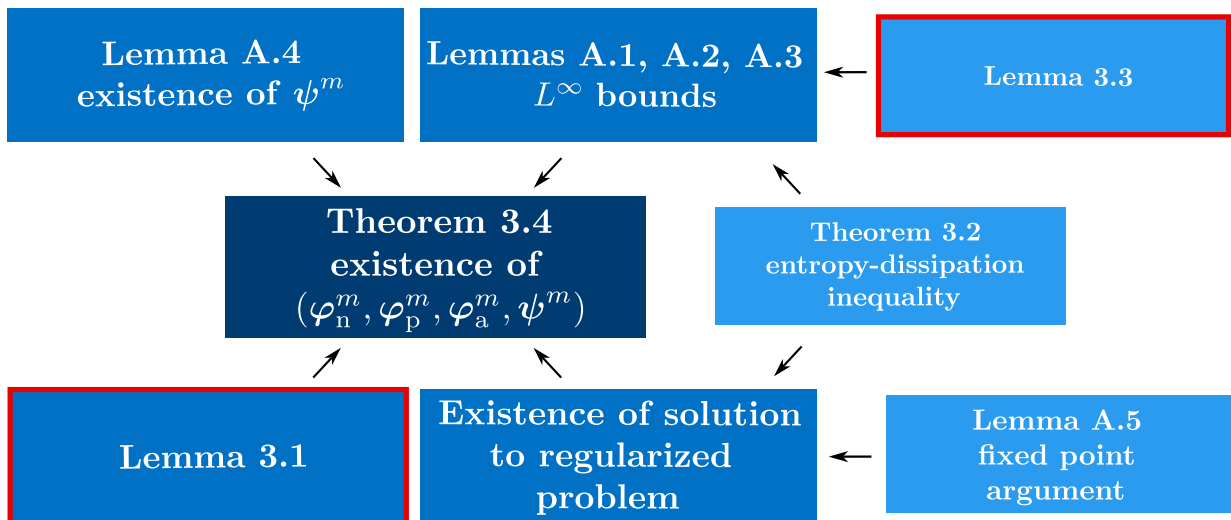 Lemma A.4
existence of ψ^m
Lemmas A.1, A.2, A.3
L^∞ bounds
Lemma 3.3
Theorem 3.4
existence of
(φ_n^m, φ_p^m, φ_a^m, ψ^m)
Theorem 3.2
entropy-dissipation
inequality
Lemma 3.1
Existence of solution
to regularized
problem
Lemma A.5
fixed point
argument